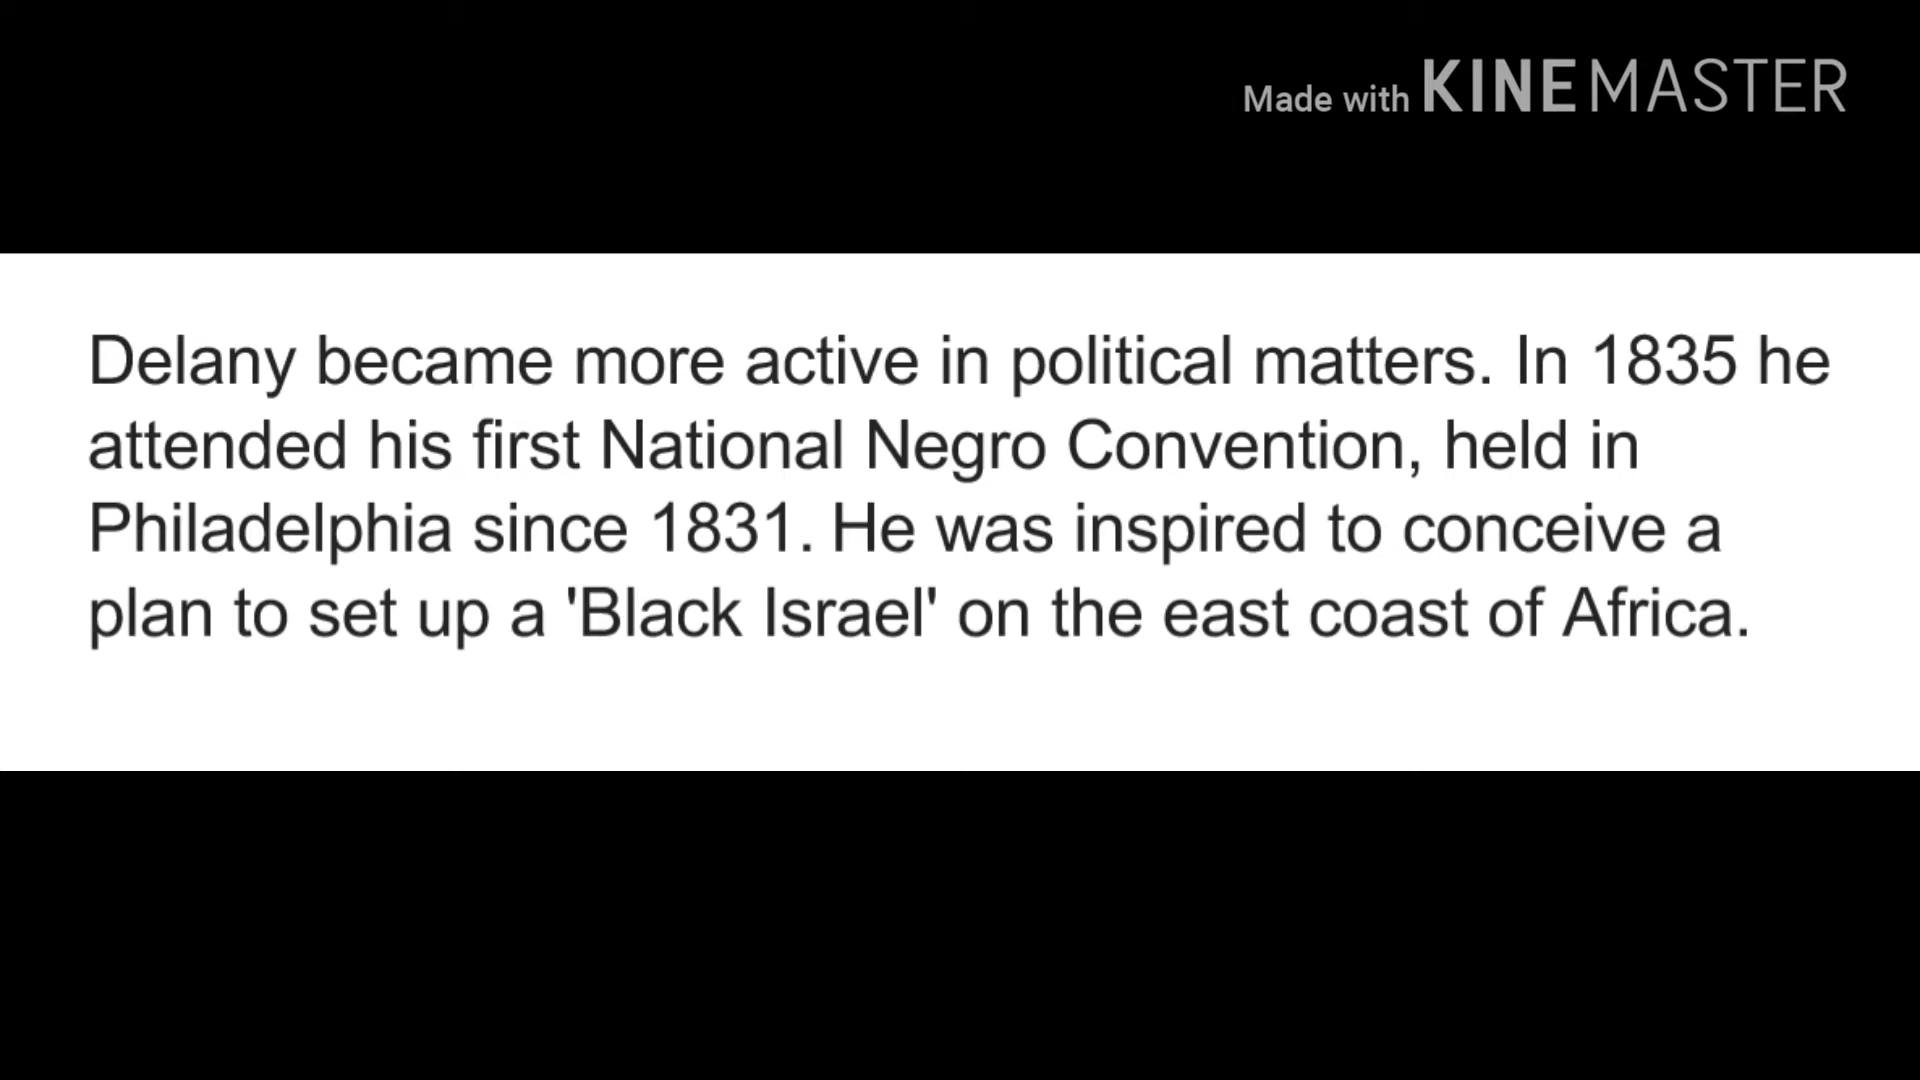 Made with KINEMASTER
Delany became more active in political matters. In 1835 he
attended his first National Negro Convention, held in
Philadelphia since 1831. He was inspired to conceive a
plan to set up a 'Black Israel' on the east coast of Africa.